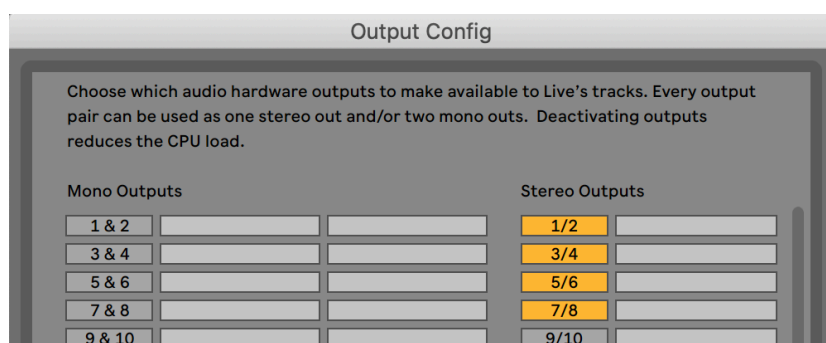 Output Config
Choose which audio hardware outputs to make available to Live’s tracks. Every output
pair can be used as one stereo out and/or two mono outs.  Deactivating outputs
reduces the CPU load.
Mono Outputs
Stereo Outputs
1 & 2
1/2
3 & 4
3/4
5 & 6
5/6
7 & 8
7/8
9 & 10
9/10